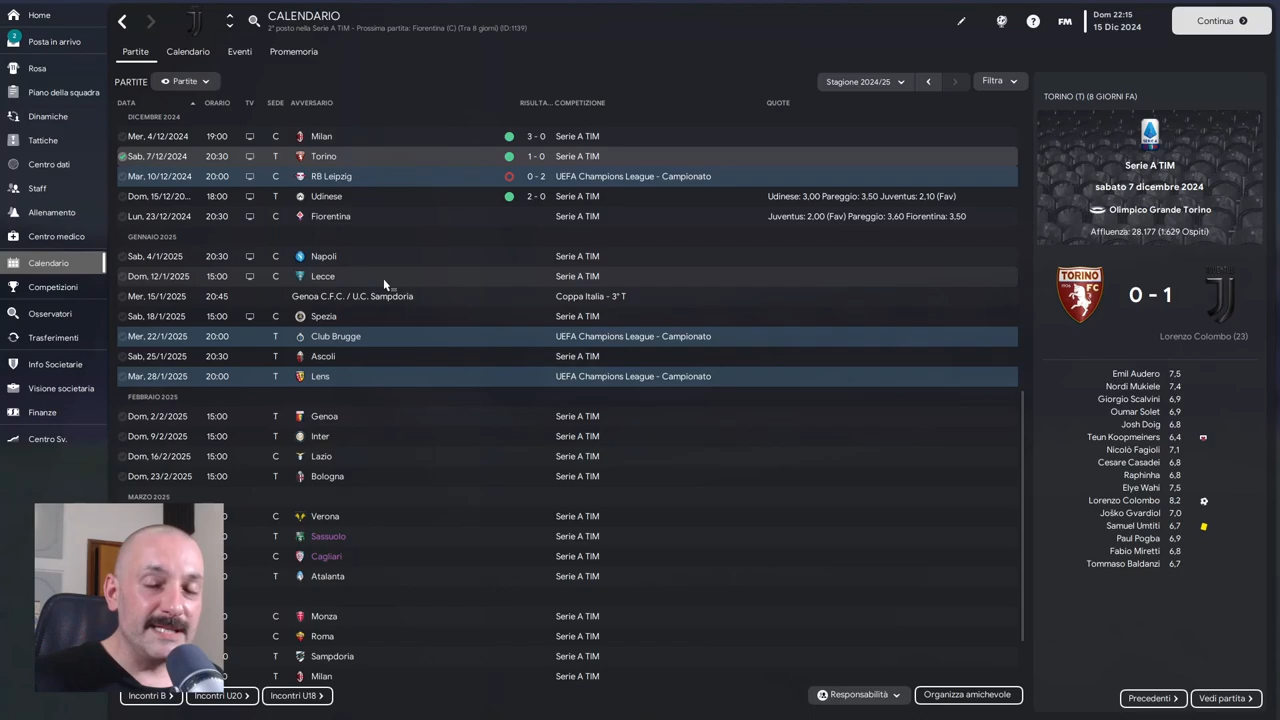 Home
2
Posta in arrivo
Rosa
Piano della squadra
Dinamiche
Tattiche
Centro dati
Staff
Allenamento
Centro medico
Calendario
Competizioni
Osservatori
Trasferimenti
Info Societarie
Visione societaria
Finanze
Centro Sv.
CALENDARIO
2° posto nella Serie A TIM - Prossima partita: Fiorentina (C) (Tra 8 giorni) (ID:1139)
FM
Dom 22:15
15 Dic 2024
Continua
Partite Calendario Eventi Promemoria
PARTITE Partite
Stagione 2024/25
Filtra
DATA ORARIO TV SEDE AVVERSARIO RISULTA... COMPETIZIONE QUOTE
DICEMBRE 2024
Mer, 4/12/2024 19:00 C Milan 3 - 0 Serie A TIM
Sab, 7/12/2024 20:30 T Torino 1 - 0 Serie A TIM
Mar, 10/12/2024 20:00 C RB Leipzig 0 - 2 UEFA Champions League - Campionato
Dom, 15/12/20... 18:00 T Udinese 2 - 0 Serie A TIM Udinese: 3,00 Pareggio: 3,50 Juventus: 2,10 (Fav)
Lun, 23/12/2024 20:30 C Fiorentina Serie A TIM Juventus: 2,00 (Fav) Pareggio: 3,60 Fiorentina: 3,50
GENNAIO 2025
Sab, 4/1/2025 20:30 C Napoli Serie A TIM
Dom, 12/1/2025 15:00 C Lecce Serie A TIM
Mer, 15/1/2025 20:45 Genoa C.F.C. / U.C. Sampdoria Coppa Italia - 3° T
Sab, 18/1/2025 15:00 C Spezia Serie A TIM
Mer, 22/1/2025 20:00 T Club Brugge UEFA Champions League - Campionato
Sab, 25/1/2025 20:30 T Ascoli Serie A TIM
Mar, 28/1/2025 20:00 T Lens UEFA Champions League - Campionato
FEBBRAIO 2025
Dom, 2/2/2025 15:00 T Genoa Serie A TIM
Dom, 9/2/2025 15:00 T Inter Serie A TIM
Dom, 16/2/2025 15:00 C Lazio Serie A TIM
Dom, 23/2/2025 15:00 T Bologna Serie A TIM
MARZO 2025
C Verona Serie A TIM
T Sassuolo Serie A TIM
C Cagliari Serie A TIM
T Atalanta Serie A TIM
C Monza Serie A TIM
C Roma Serie A TIM
T Sampdoria Serie A TIM
T Milan Serie A TIM
Incontri B Incontri U20 Incontri U18
Responsabilità
Organizza amichevole
TORINO (T) (8 GIORNI FA)
SERIE A
Serie A TIM
sabato 7 dicembre 2024
Olimpico Grande Torino
Affluenza: 28.177 (1.629 Ospiti)
TORINO
1906
FC
0 - 1
Lorenzo Colombo (23)
Emil Audero 7,5
Nordi Mukiele 7,4
Giorgio Scalvini 6,9
Oumar Solet 6,9
Josh Doig 6,8
Teun Koopmeiners 6,4
Nicolò Fagioli 7,1
Cesare Casadei 6,8
Raphinha 6,8
Elye Wahi 7,5
Lorenzo Colombo 8,2
Joško Gvardiol 7,0
Samuel Umtiti 6,7
Paul Pogba 6,9
Fabio Miretti 6,8
Tommaso Baldanzi 6,7
Precedenti Vedi partita